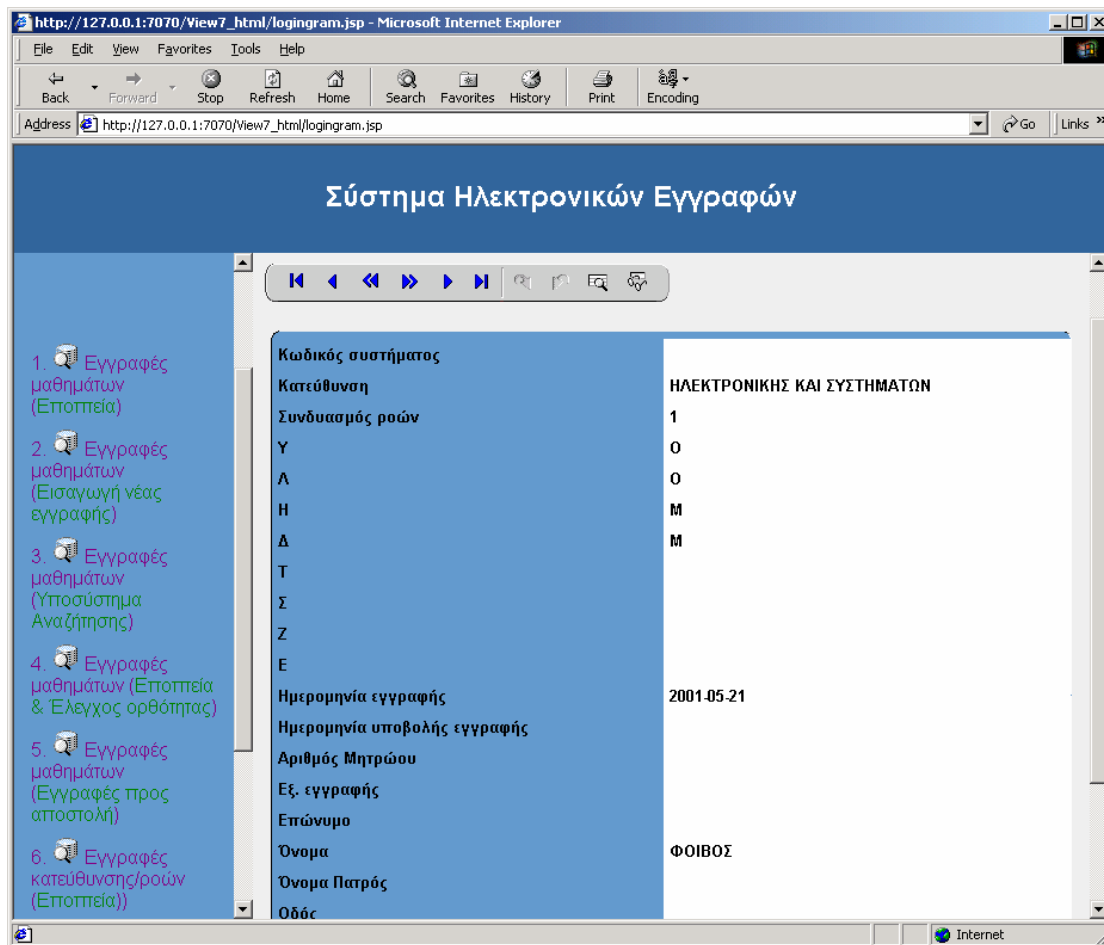 http://127.0.0.1:7070/View7_html/logingram.jsp - Microsoft Internet Explorer
File Edit View Favorites Tools Help
Back Forward Stop Refresh Home Search Favorites History Print Encoding
Address http://127.0.0.1:7070/View7_html/logingram.jsp Go Links »
Σύστημα Ηλεκτρονικών Εγγραφών
1. Εγγραφές
μαθημάτων
(Εποπτεία)
2. Εγγραφές
μαθημάτων
(Εισαγωγή νέας
εγγραφής)
3. Εγγραφές
μαθημάτων
(Υποσύστημα
Αναζήτησης)
4. Εγγραφές
μαθημάτων (Εποπτεία
& Έλεγχος ορθότητας)
5. Εγγραφές
μαθημάτων
(Εγγραφές προς
αποστολή)
6. Εγγραφές
κατεύθυνσης/ροών
(Εποπτεία))
Κωδικός συστήματος
Κατεύθυνση ΗΛΕΚΤΡΟΝΙΚΗΣ ΚΑΙ ΣΥΣΤΗΜΑΤΩΝ
Συνδυασμός ροών 1
Υ Ο
Λ Ο
Η Μ
Δ Μ
Τ
Σ
Ζ
Ε
Ημερομηνία εγγραφής 2001-05-21
Ημερομηνία υποβολής εγγραφής
Αριθμός Μητρώου
Εξ. εγγραφής
Επώνυμο
Όνομα ΦΟΙΒΟΣ
Όνομα Πατρός
Οδός
Internet